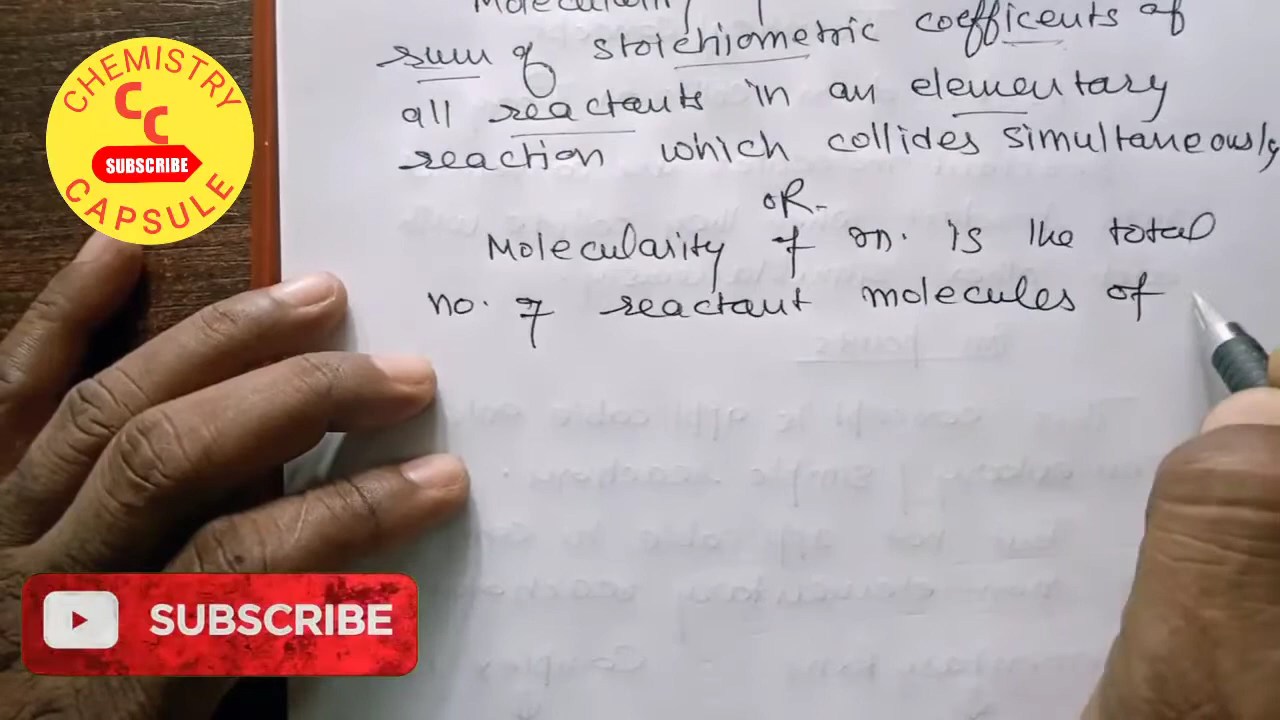 Molecularity
sum of stoichiometric coefficents of
all reactants in an elementary
reaction which collides simultaneously
OR-
Molecularity of rn. is the total
no. of reactant molecules of
CHEMISTRY
CC
SUBSCRIBE
CAPSULE
SUBSCRIBE